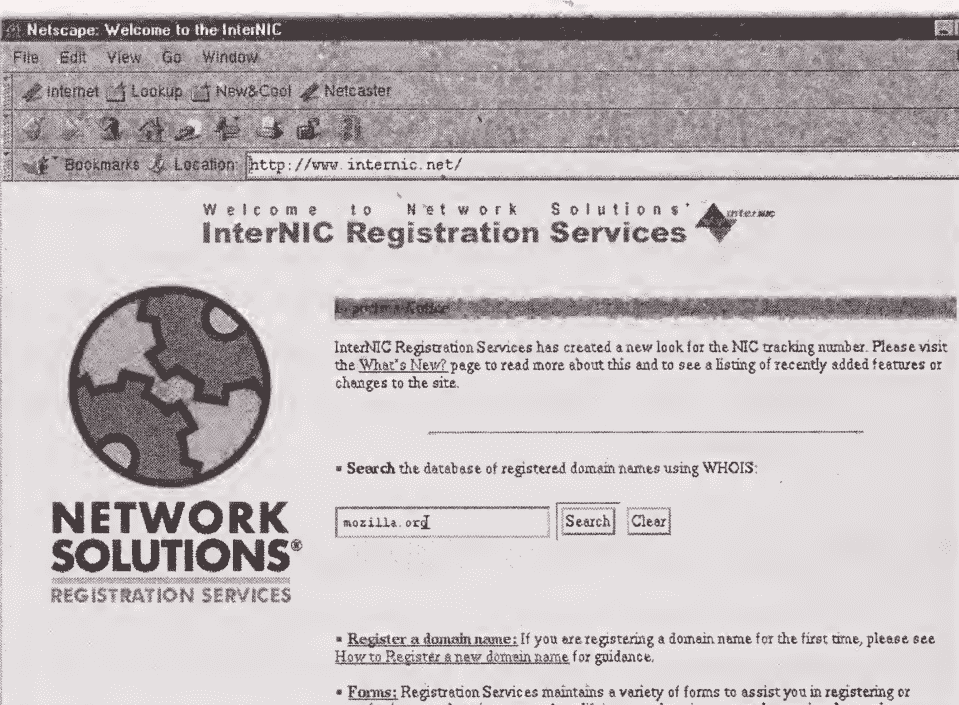 Netscape: Welcome to the InterNIC
File Edit View Go Window
Internet Lookup New&Cool Netcaster
Bookmarks Location: http://www.internic.net/
Welcome to Network Solutions'
InterNIC Registration Services
InterNIC
Important Notice
InterNIC Registration Services has created a new look for the NIC tracking number. Please visit
the What's New? page to read more about this and to see a listing of recently added features or
changes to the site.
▪ Search the database of registered domain names using WHOIS:
mozilla.org
Search Clear
NETWORK
SOLUTIONS®
REGISTRATION SERVICES
▪ Register a domain name: If you are registering a domain name for the first time, please see
How to Register a new domain name for guidance.
▪ Forms: Registration Services maintains a variety of forms to assist you in registering or